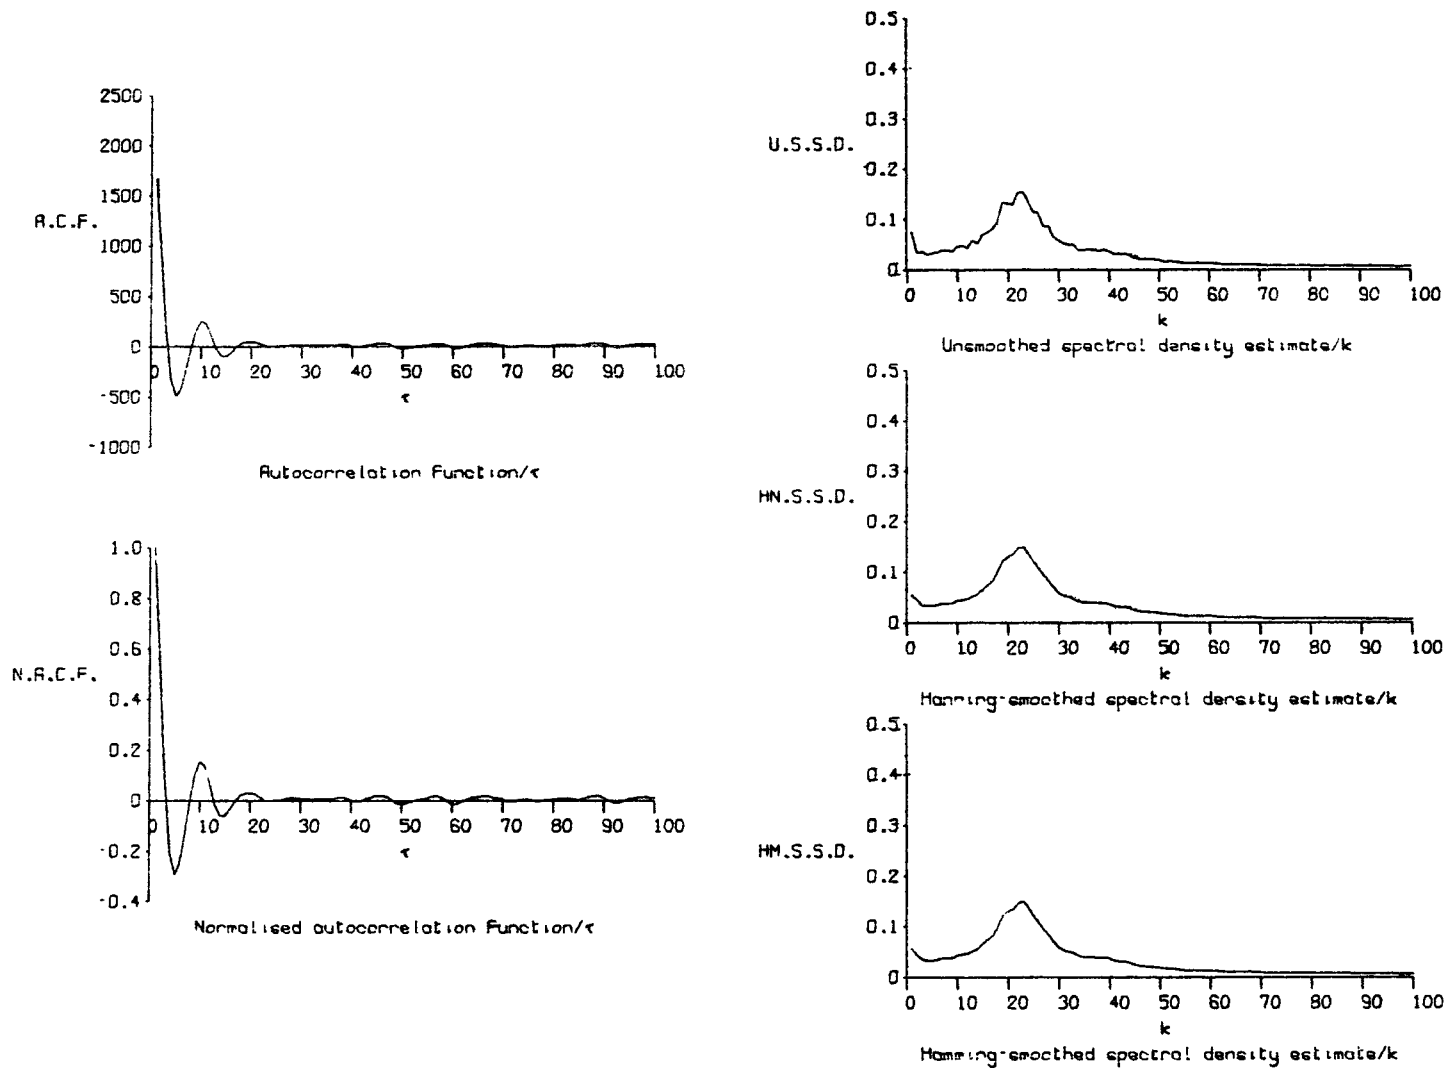 2500
2000
1500
A.C.F.
1000
500
0
0 10 20 30 40 50 60 70 80 90 100
τ
-500
-1000
Autocorrelation Function/τ
1.0
0.8
0.6
N.A.C.F.
0.4
0.2
0
0 10 20 30 40 50 60 70 80 90 100
τ
-0.2
-0.4
Normalised autocorrelation Function/τ
0.5
0.4
0.3
U.S.S.D.
0.2
0.1
0
0 10 20 30 40 50 60 70 80 90 100
k
Unsmoothed spectral density estimate/k
0.5
0.4
0.3
HN.S.S.D.
0.2
0.1
0
0 10 20 30 40 50 60 70 80 90 100
k
Hanning-smoothed spectral density estimate/k
0.5
0.4
0.3
HM.S.S.D.
0.2
0.1
0
0 10 20 30 40 50 60 70 80 90 100
k
Hamming-smoothed spectral density estimate/k